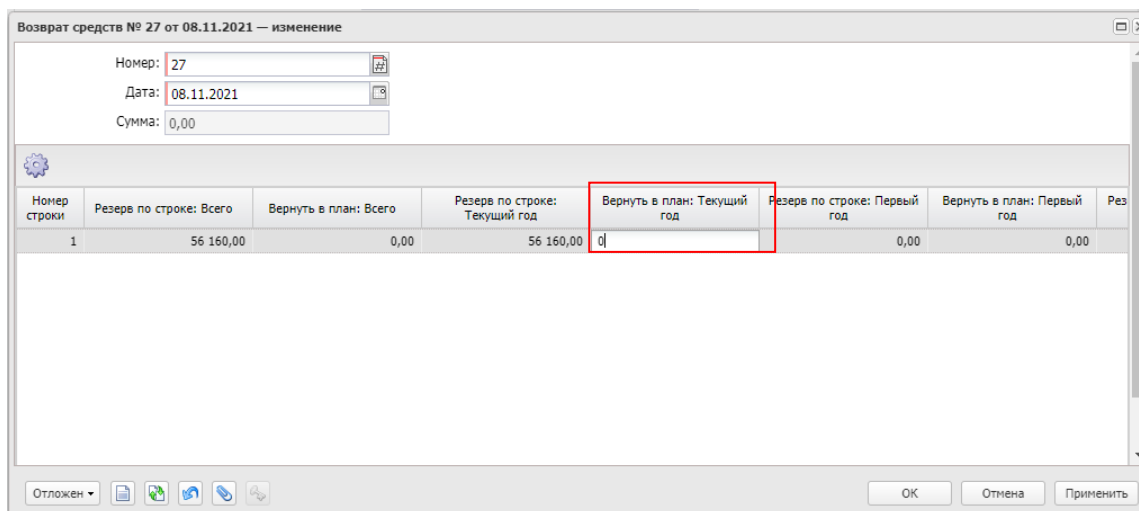 Возврат средств № 27 от 08.11.2021 — изменение
Номер: 27
Дата: 08.11.2021
Сумма: 0,00
Номер строки Резерв по строке: Всего Вернуть в план: Всего Резерв по строке: Текущий год Вернуть в план: Текущий год Резерв по строке: Первый год Вернуть в план: Первый год Рез
1 56 160,00 0,00 56 160,00 0 0,00 0,00
Отложен ОК Отмена Применить